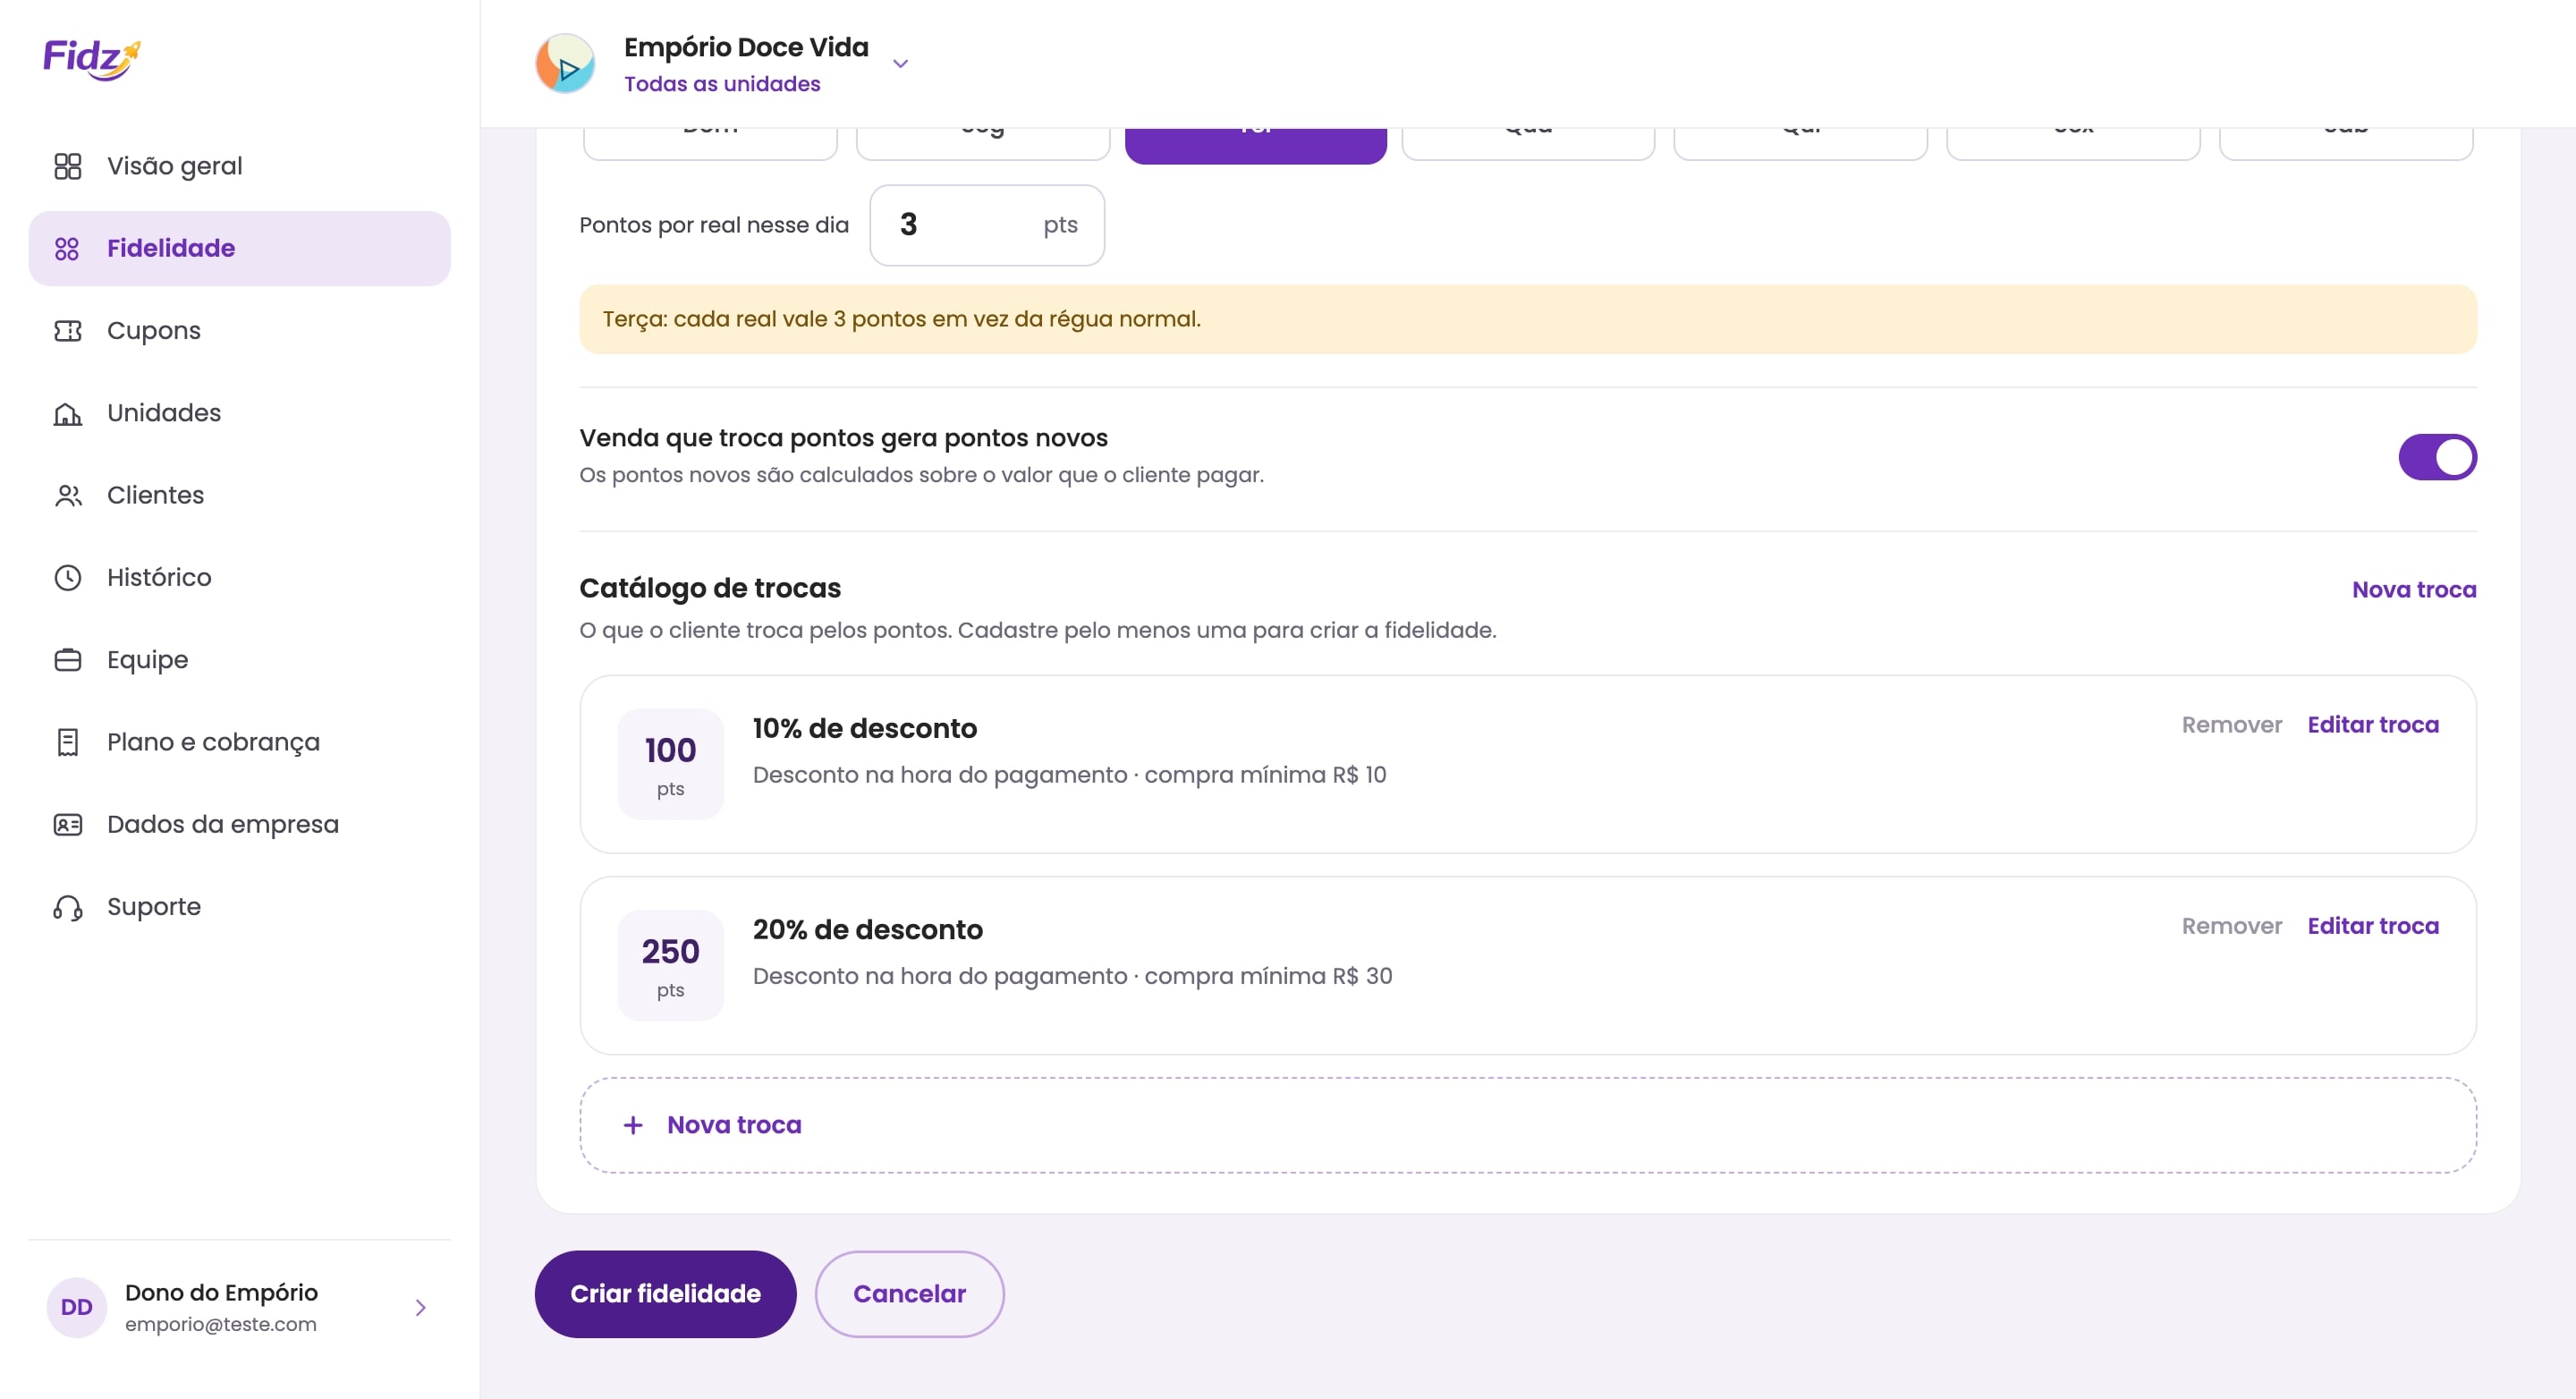 Fidz
Empório Doce Vida
Todas as unidades
Visão geral
Fidelidade
Cupons
Unidades
Clientes
Histórico
Equipe
Plano e cobrança
Dados da empresa
Suporte
DD
Dono do Empório
emporio@teste.com
Pontos por real nesse dia
3 pts
Terça: cada real vale 3 pontos em vez da régua normal.
Venda que troca pontos gera pontos novos
Os pontos novos são calculados sobre o valor que o cliente pagar.
Catálogo de trocas
Nova troca
O que o cliente troca pelos pontos. Cadastre pelo menos uma para criar a fidelidade.
100
pts
10% de desconto
Desconto na hora do pagamento · compra mínima R$ 10
Remover Editar troca
250
pts
20% de desconto
Desconto na hora do pagamento · compra mínima R$ 30
Remover Editar troca
+ Nova troca
Criar fidelidade
Cancelar